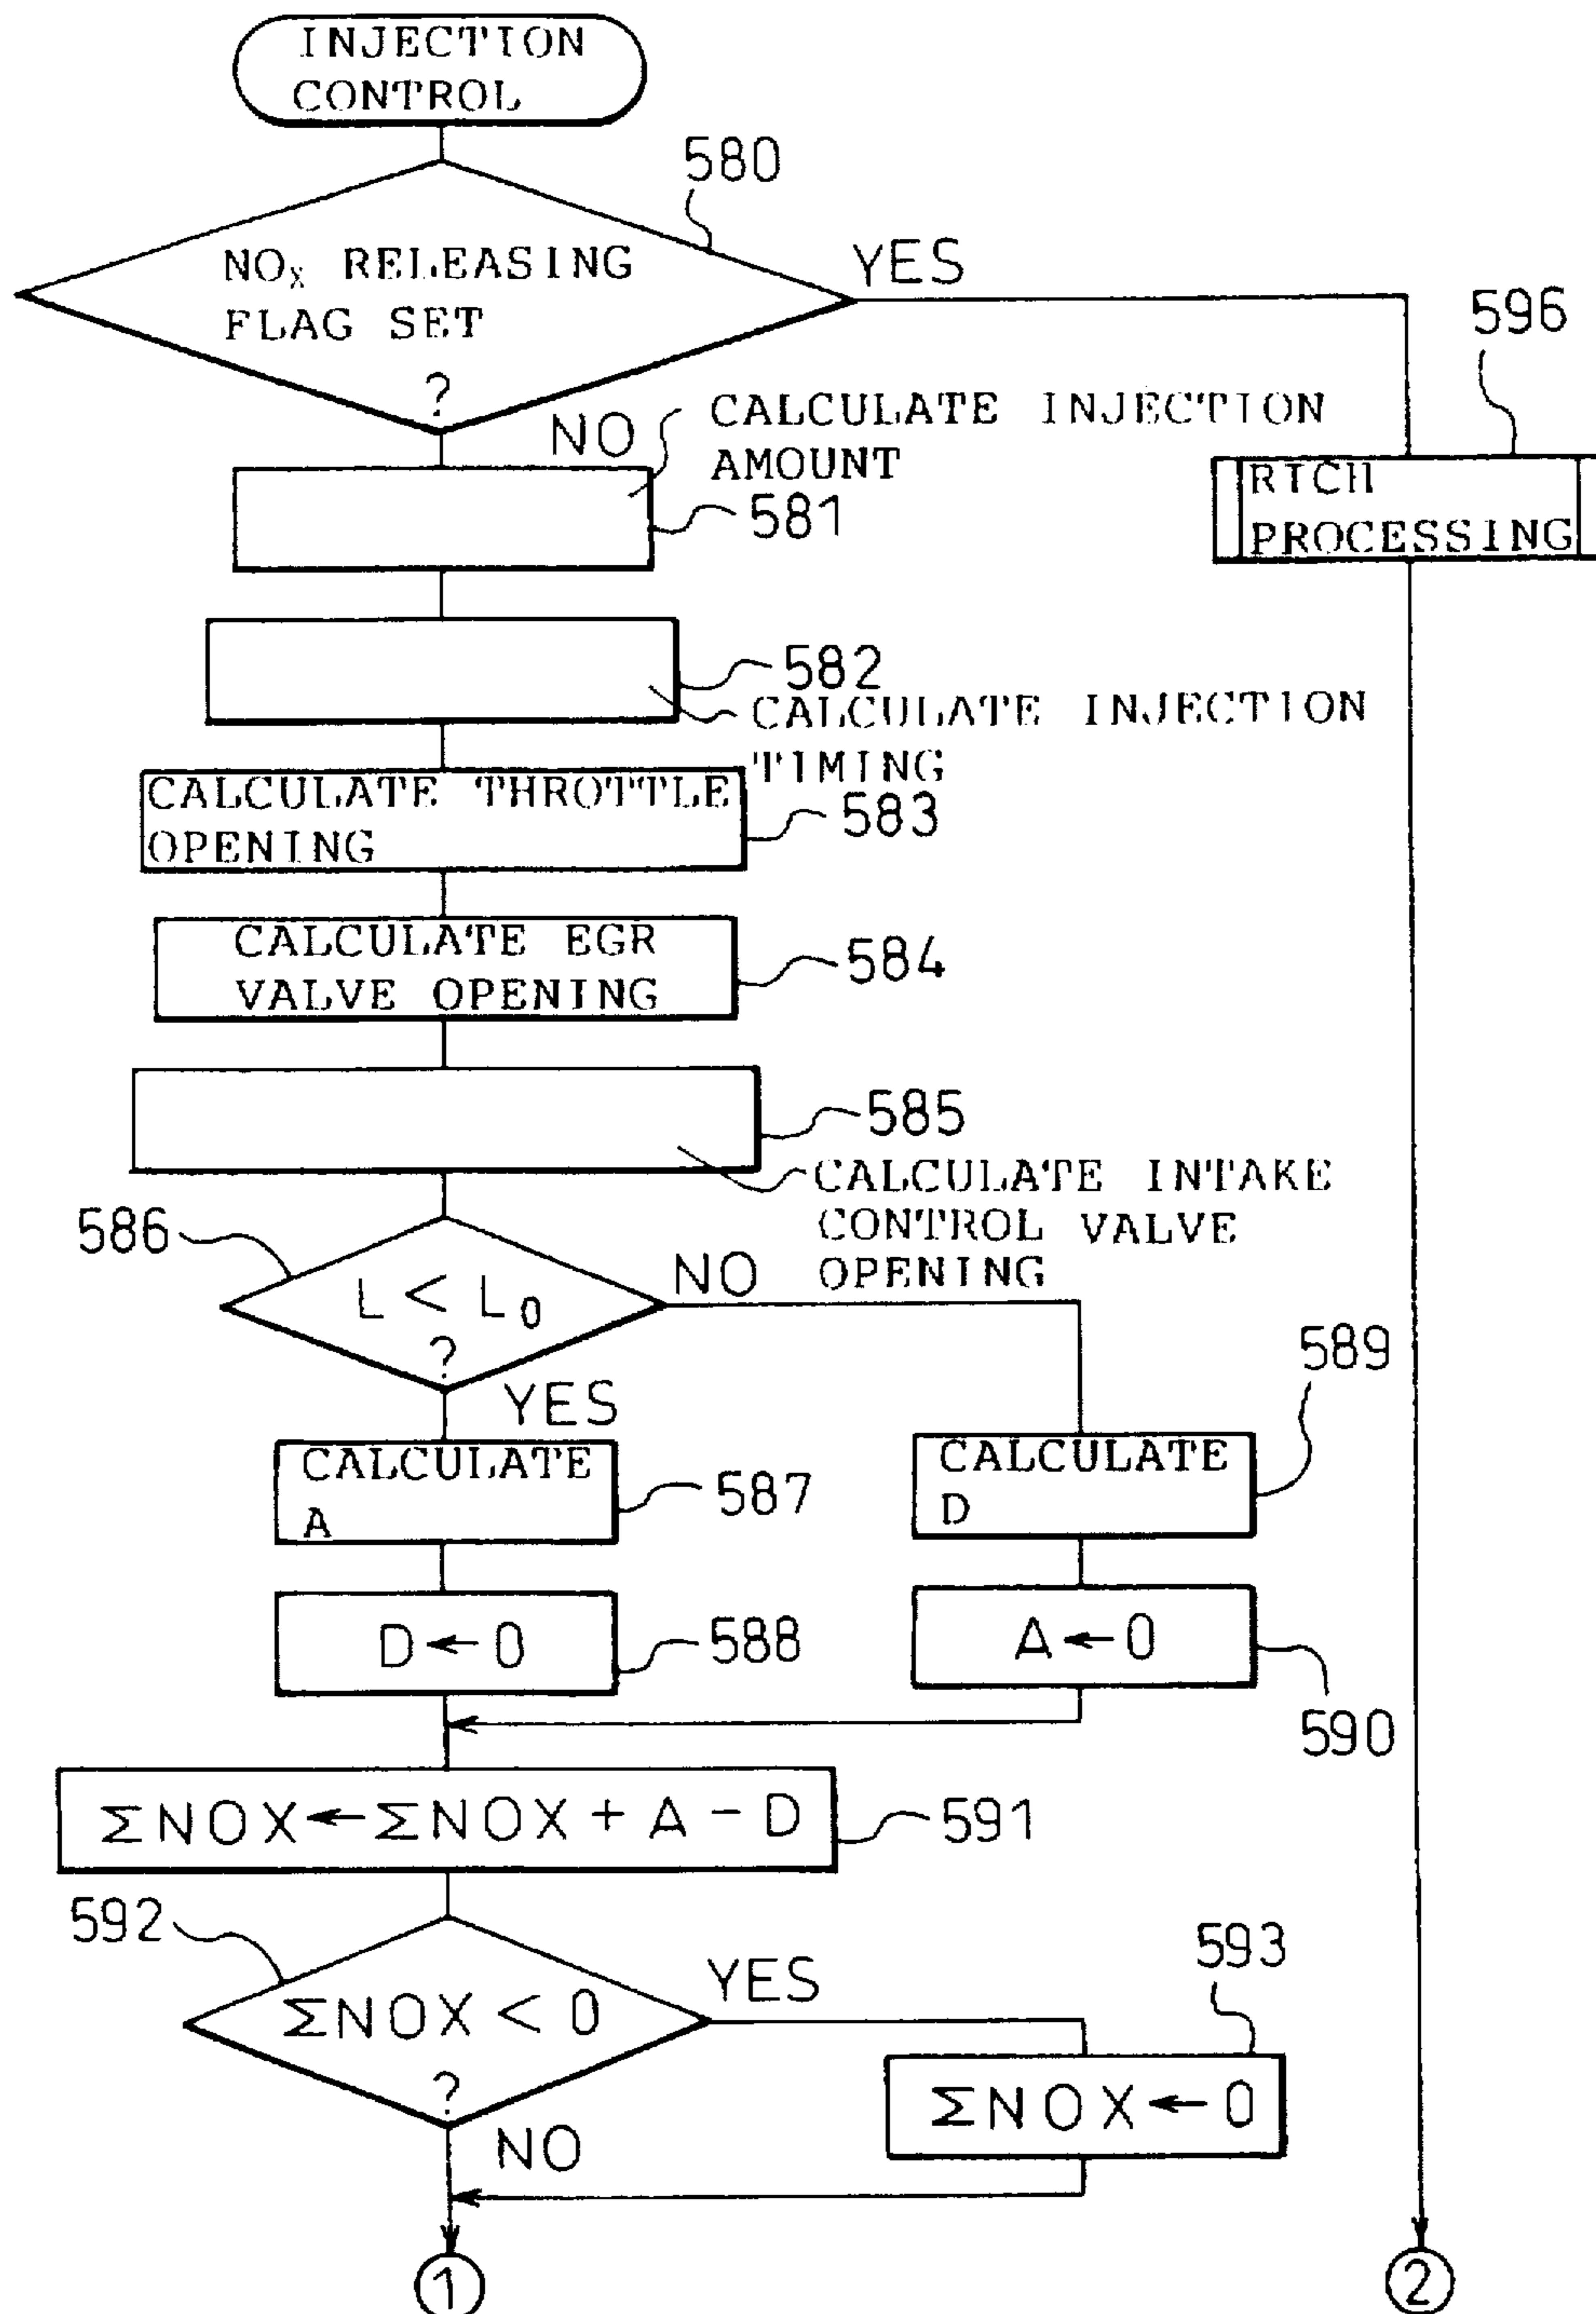 INJECTION
CONTROL
580
NOx RELEASING
FLAG SET
?
YES
NO
596
RICH
PROCESSING
CALCULATE INJECTION
AMOUNT
581
582
CALCULATE INJECTION
TIMING
CALCULATE THROTTLE
OPENING
583
CALCULATE EGR
VALVE OPENING
584
585
CALCULATE INTAKE
CONTROL VALVE
OPENING
586
L < L0
?
NO
YES
CALCULATE
A
587
589
CALCULATE
D
D ← 0
588
A ← 0
590
ΣNOX ← ΣNOX + A − D
591
592
ΣNOX < 0
?
YES
NO
593
ΣNOX ← 0
1
2